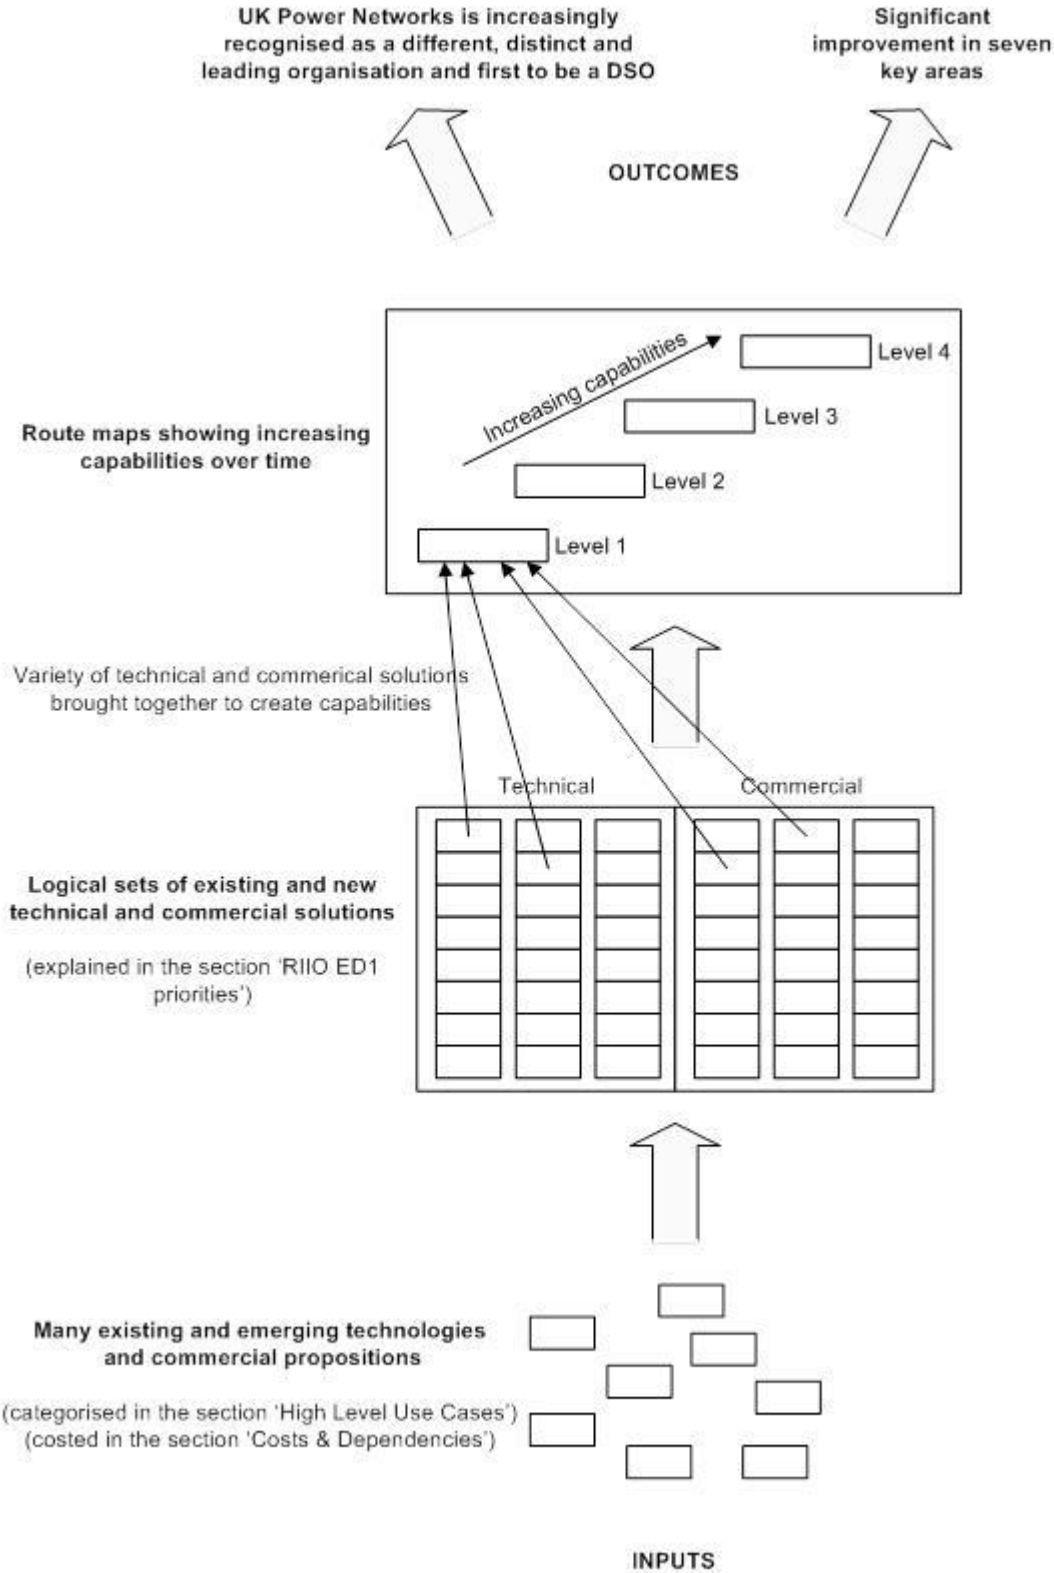 UK Power Networks is increasingly
recognised as a different, distinct and
leading organisation and first to be a DSO
Significant
improvement in seven
key areas
OUTCOMES
Increasing capabilities
Level 4
Level 3
Level 2
Level 1
Route maps showing increasing
capabilities over time
Variety of technical and commerical solutions
brought together to create capabilities
Technical
Commercial
Logical sets of existing and new
technical and commercial solutions
(explained in the section ‘RIIO ED1
priorities’)
Many existing and emerging technologies
and commercial propositions
(categorised in the section ‘High Level Use Cases’)
(costed in the section ‘Costs & Dependencies’)
INPUTS